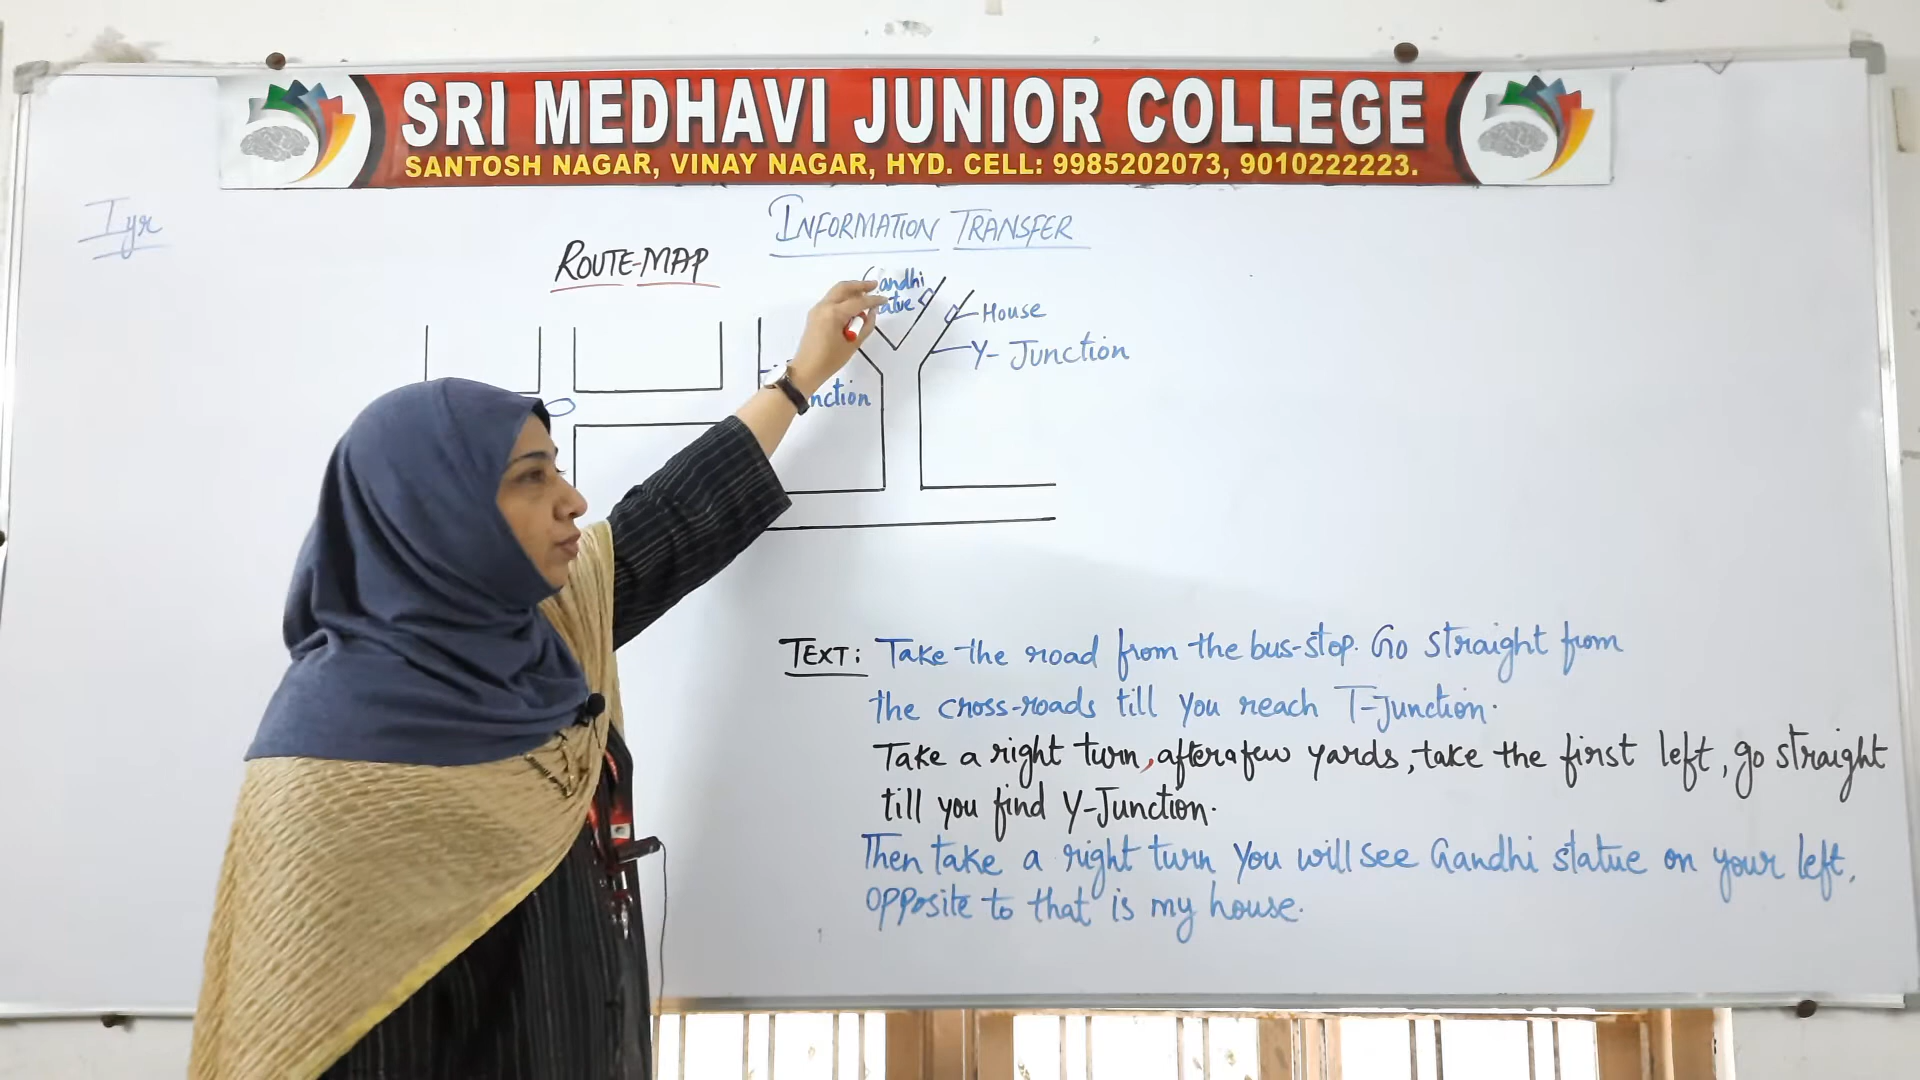 SRI MEDHAVI JUNIOR COLLEGE
SANTOSH NAGAR, VINAY NAGAR, HYD. CELL: 9985202073, 9010222223.
I yr
INFORMATION TRANSFER
ROUTE-MAP
Gandhi
House
Y- Junction
TEXT: Take the road from the bus-stop. Go straight from
the cross-roads till you reach T-Junction.
Take a right turn, after a few yards, take the first left, go straight
till you find Y-Junction.
Then take a right turn you will see Gandhi statue on your left,
opposite to that is my house.